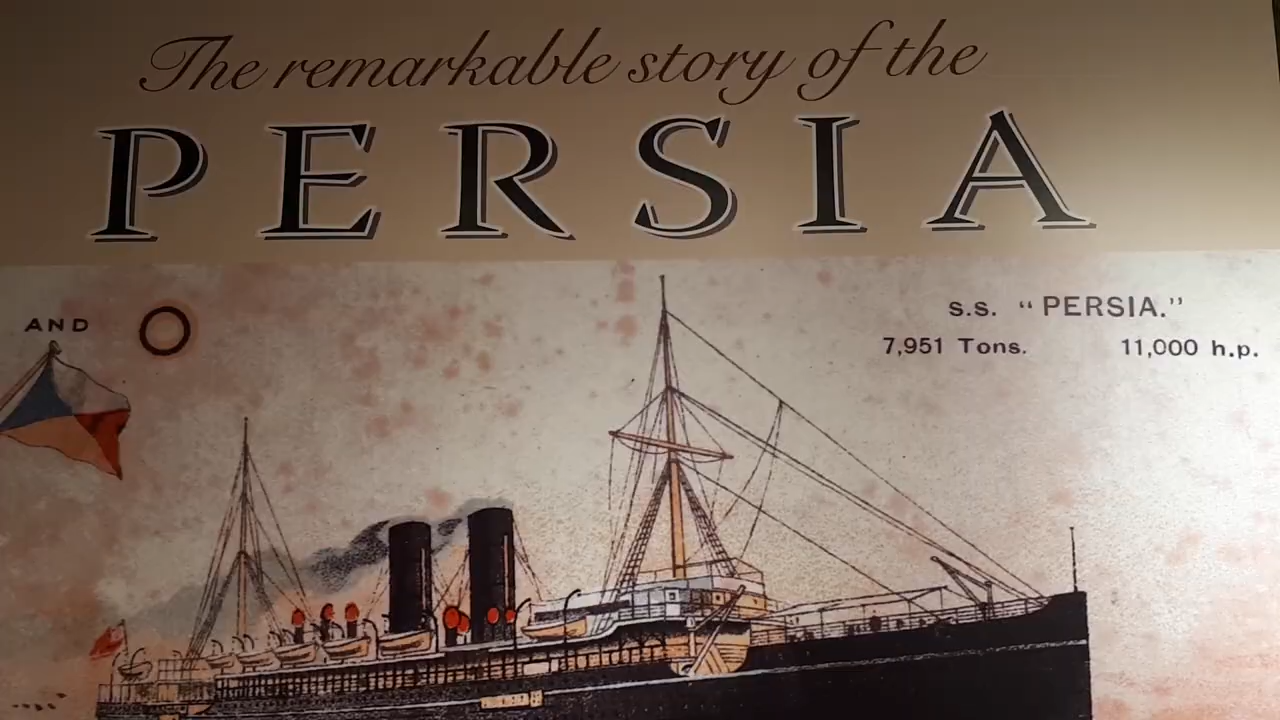 The remarkable story of the
PERSIA
AND O
S.S. “PERSIA.”
7,951 Tons. 11,000 h.p.